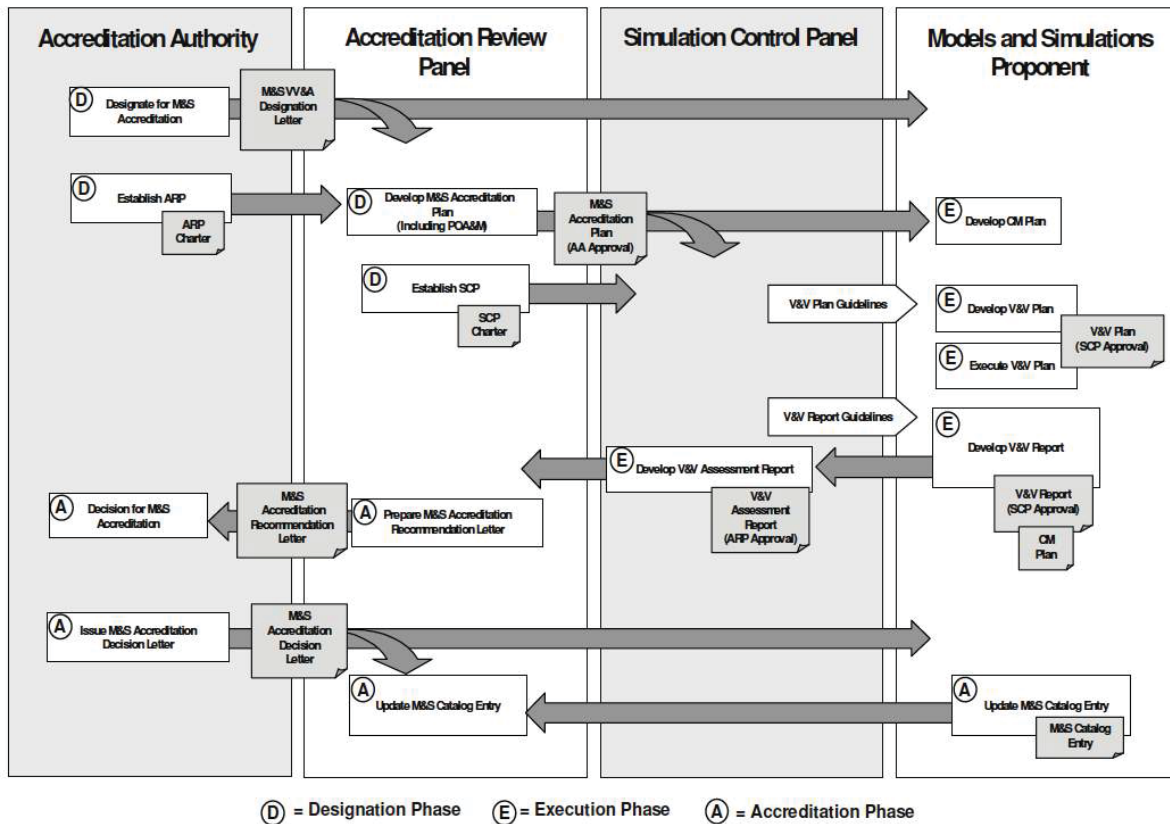 Accreditation Authority
Accreditation Review
Panel
Simulation Control Panel
Models and Simulations
Proponent
D
Designate for M&S
Accreditation
M&S VV&A
Designation
Letter
D
Establish ARP
ARP
Charter
D
Develop M&S Accreditation
Plan
(Including POA&M)
M&S
Accreditation
Plan
(AA Approval)
E
Develop CM Plan
D
Establish SCP
SCP
Charter
V&V Plan Guidelines
E
Develop V&V Plan
V&V Plan
(SCP Approval)
E
Execute V&V Plan
V&V Report Guidelines
E
Develop V&V Report
V&V Report
(SCP Approval)
CM
Plan
E
Develop V&V Assessment Report
V&V
Assessment
Report
(ARP Approval)
A
Prepare M&S Accreditation
Recommendation Letter
M&S
Accreditation
Recommendation
Letter
A
Decision for M&S
Accreditation
A
Issue M&S Accreditation
Decision Letter
M&S
Accreditation
Decision
Letter
A
Update M&S Catalog Entry
A
Update M&S Catalog Entry
M&S Catalog
Entry
D = Designation Phase E = Execution Phase A = Accreditation Phase